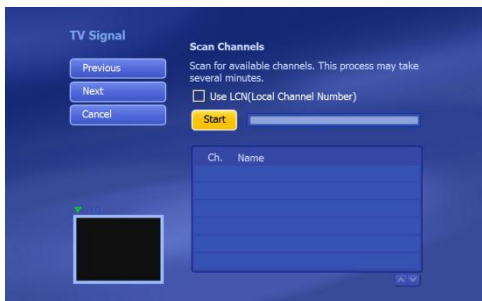 TV Signal
Previous
Next
Cancel
Scan Channels
Scan for available channels. This process may take
several minutes.
Use LCN(Local Channel Number)
Start
Ch. Name